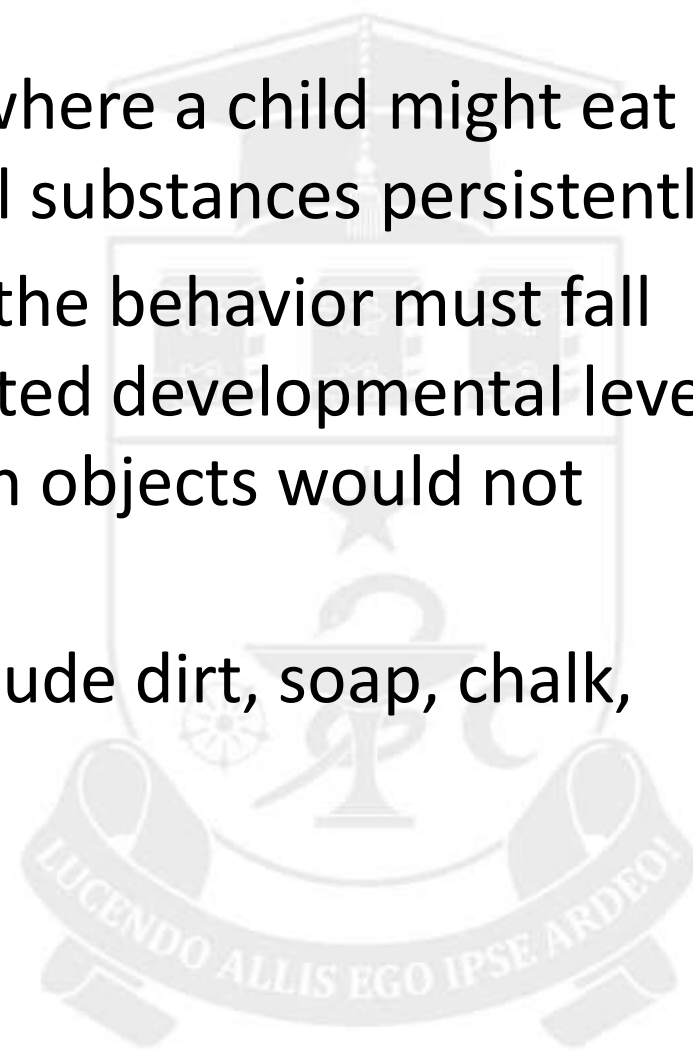 where a child might eat
l substances persistentl
the behavior must fall
ted developmental leve
n objects would not
ude dirt, soap, chalk,
LUCENDO ALLIS EGO IPSE ARDEO!